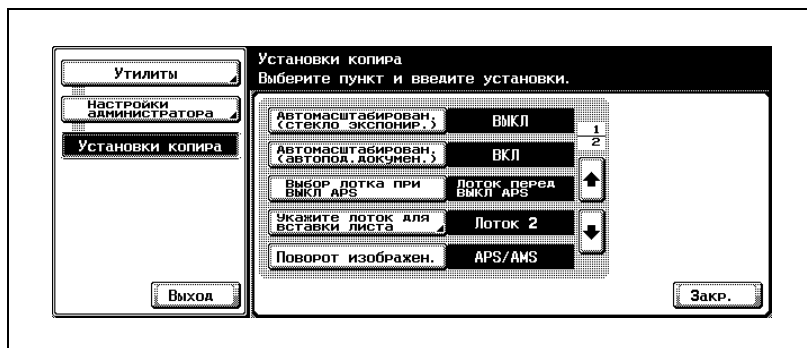 Утилиты
Настройки
администратора
Установки копира
Выход
Установки копира
Выберите пункт и введите установки.
Автомасштабирован.
(стекло экспонир.)
ВЫКЛ
Автомасштабирован.
(автопод.докумен.)
ВКЛ
Выбор лотка при
ВЫКЛ APS
Лоток перед
ВЫКЛ APS
Укажите лоток для
вставки листа
Лоток 2
Поворот изображен.
APS/AMS
1
2
Закр.